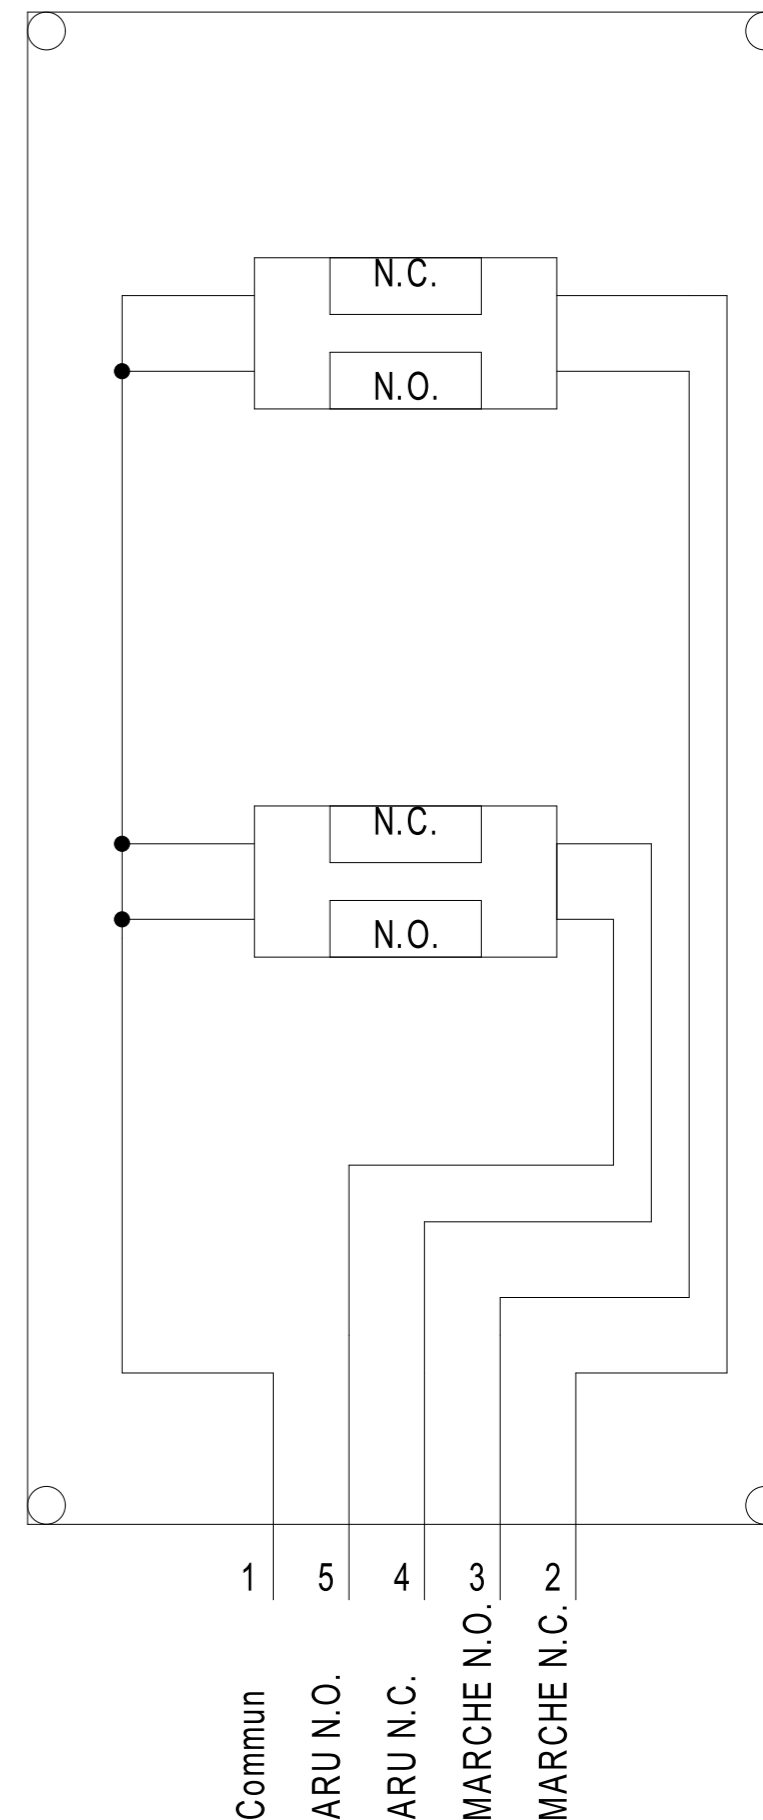 N.C.
N.O.
N.C.
N.O.
1
5
4
3
2
Commun
ARU N.O.
ARU N.C.
MARCHE N.O.
MARCHE N.C.